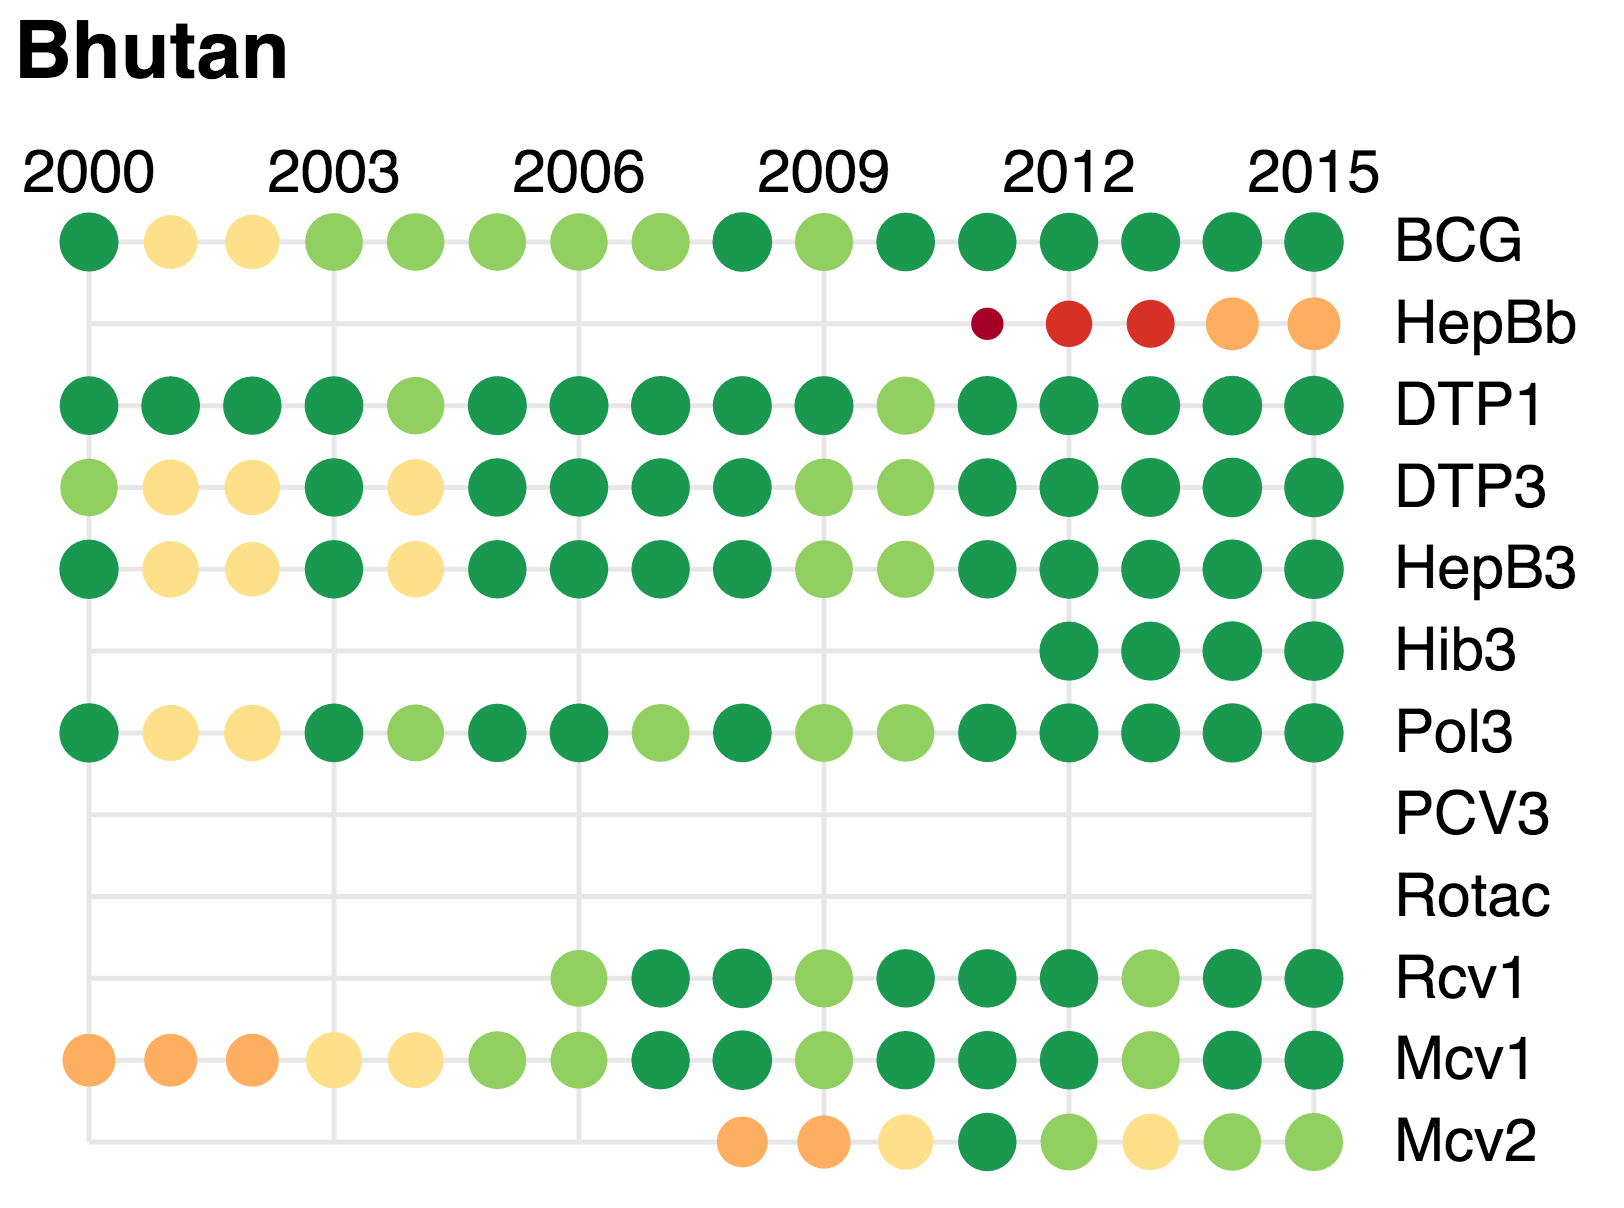 Bhutan
2000 2003 2006 2009 2012 2015
BCG
HepBb
DTP1
DTP3
HepB3
Hib3
Pol3
PCV3
Rotac
Rcv1
Mcv1
Mcv2